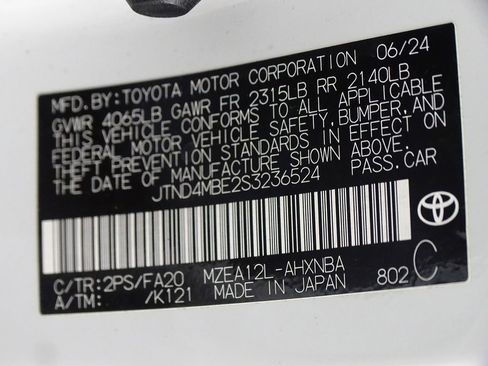 MFD.BY:TOYOTA MOTOR CORPORATION 06/24
GVWR 4065LB GAWR FR 2315LB RR 2140LB
THIS VEHICLE CONFORMS TO ALL APPLICABLE
FEDERAL MOTOR VEHICLE SAFETY,BUMPER,AND
THEFT PREVENTION STANDARDS IN EFFECT ON
THE DATE OF MANUFACTURE SHOWN ABOVE.
JTND4MBE2S3236524 PASS.CAR
C/TR:2PS/FA20 MZEA12L-AHXNBA
A/TM: /K121 MADE IN JAPAN 802 C